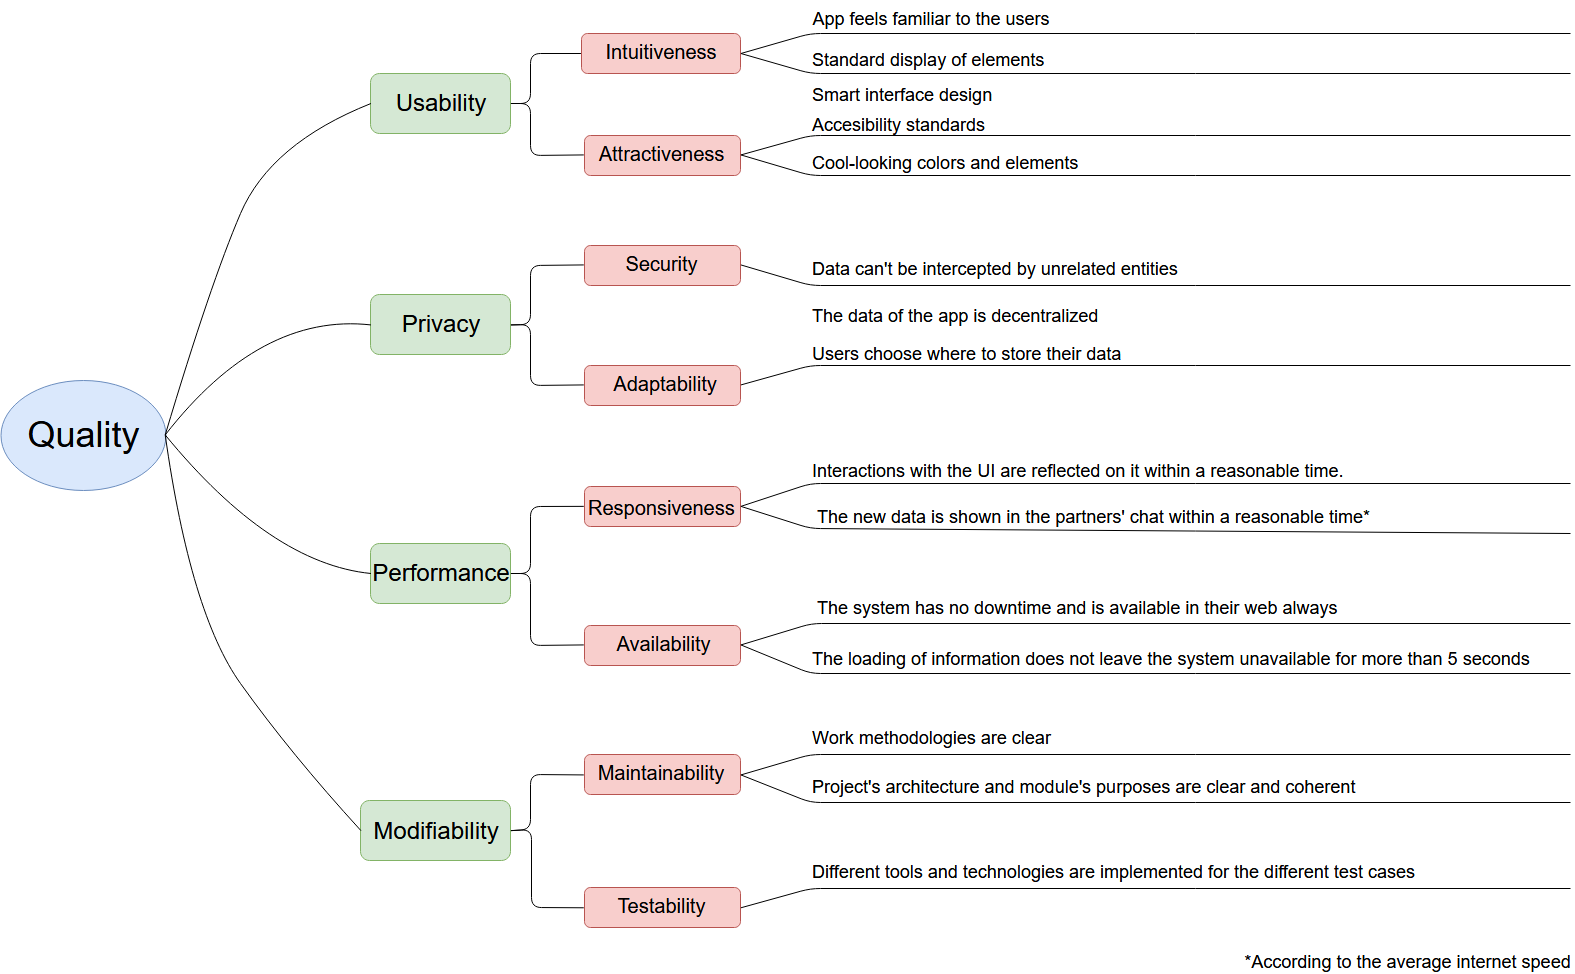 Quality
Usability
Intuitiveness
App feels familiar to the users
Standard display of elements
Attractiveness
Smart interface design
Accesibility standards
Cool-looking colors and elements
Privacy
Security
Data can't be intercepted by unrelated entities
Adaptability
The data of the app is decentralized
Users choose where to store their data
Performance
Responsiveness
Interactions with the UI are reflected on it within a reasonable time.
The new data is shown in the partners' chat within a reasonable time*
Availability
The system has no downtime and is available in their web always
The loading of information does not leave the system unavailable for more than 5 seconds
Modifiability
Maintainability
Work methodologies are clear
Project's architecture and module's purposes are clear and coherent
Testability
Different tools and technologies are implemented for the different test cases
*According to the average internet speed